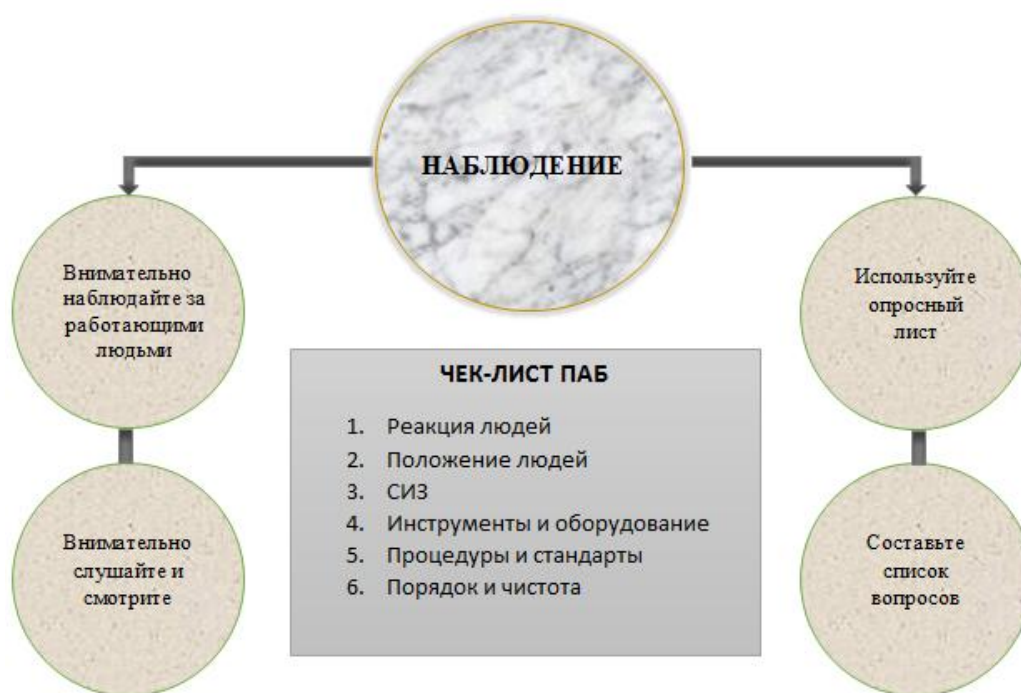 НАБЛЮДЕНИЕ
Внимательно
наблюдайте за
работающими
людьми
Используйте
опросный
лист
ЧЕК-ЛИСТ ПАБ
1. Реакция людей
2. Положение людей
3. СИЗ
4. Инструменты и оборудование
5. Процедуры и стандарты
6. Порядок и чистота
Внимательно
слушайте и
смотрите
Составьте
список
вопросов